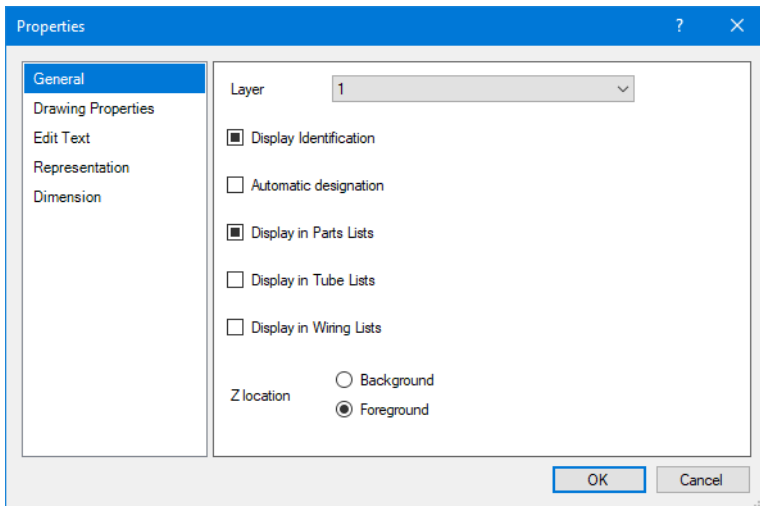 Properties
General
Drawing Properties
Edit Text
Representation
Dimension
Layer 1
Display Identification
Automatic designation
Display in Parts Lists
Display in Tube Lists
Display in Wiring Lists
Z location
Background
Foreground
OK Cancel